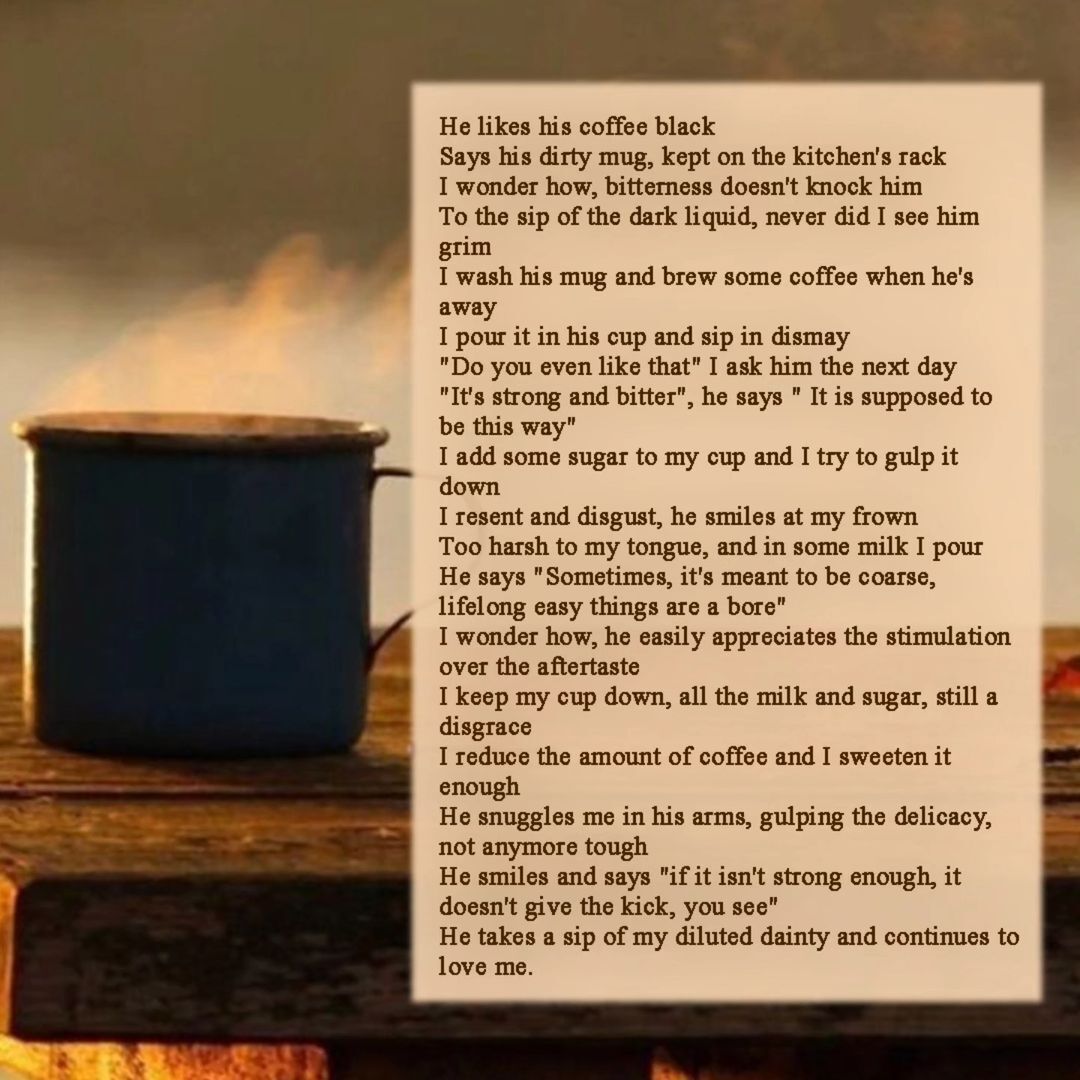 He likes his coffee black
Says his dirty mug, kept on the kitchen's rack
I wonder how, bitterness doesn't knock him
To the sip of the dark liquid, never did I see him
grim
I wash his mug and brew some coffee when he's
away
I pour it in his cup and sip in dismay
"Do you even like that" I ask him the next day
"It's strong and bitter", he says " It is supposed to
be this way"
I add some sugar to my cup and I try to gulp it
down
I resent and disgust, he smiles at my frown
Too harsh to my tongue, and in some milk I pour
He says "Sometimes, it's meant to be coarse,
lifelong easy things are a bore"
I wonder how, he easily appreciates the stimulation
over the aftertaste
I keep my cup down, all the milk and sugar, still a
disgrace
I reduce the amount of coffee and I sweeten it
enough
He snuggles me in his arms, gulping the delicacy,
not anymore tough
He smiles and says "if it isn't strong enough, it
doesn't give the kick, you see"
He takes a sip of my diluted dainty and continues to
love me.